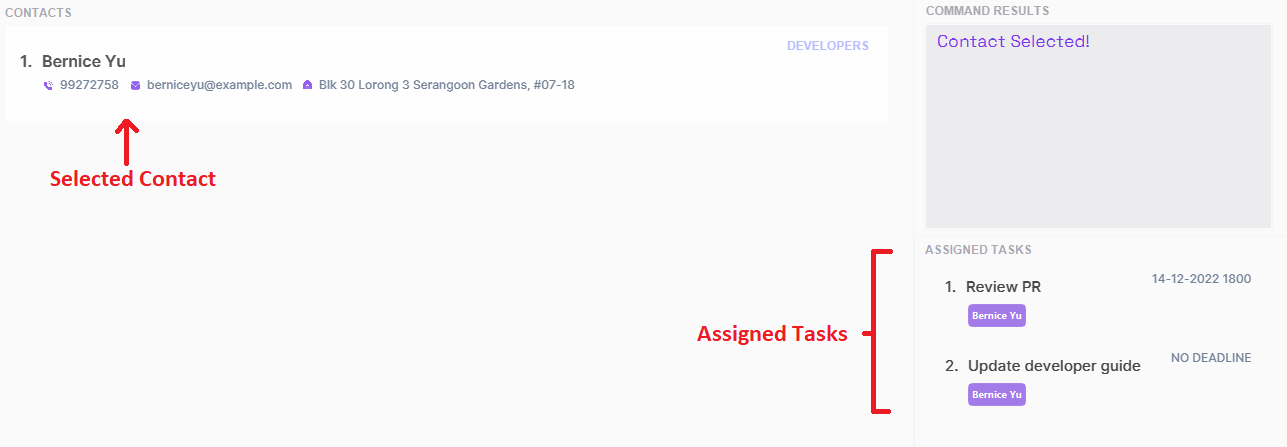 CONTACTS
1. Bernice Yu
DEVELOPERS
99272758 berniceyu@example.com Blk 30 Lorong 3 Serangoon Gardens, #07-18
Selected Contact
COMMAND RESULTS
Contact Selected!
ASSIGNED TASKS
1. Review PR
14-12-2022 1800
Bernice Yu
Assigned Tasks
2. Update developer guide
NO DEADLINE
Bernice Yu